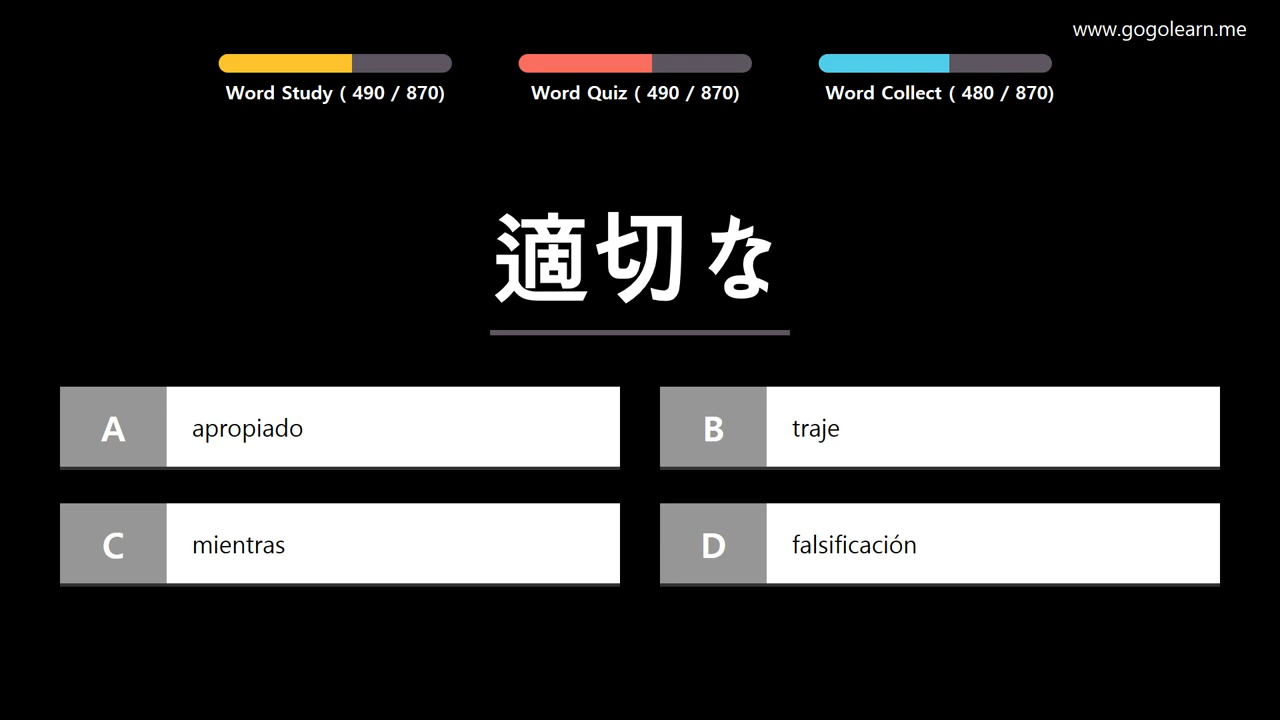 www.gogolearn.me
Word Study ( 490 / 870)
Word Quiz ( 490 / 870)
Word Collect ( 480 / 870)
適切な
A apropiado
B traje
C mientras
D falsificación